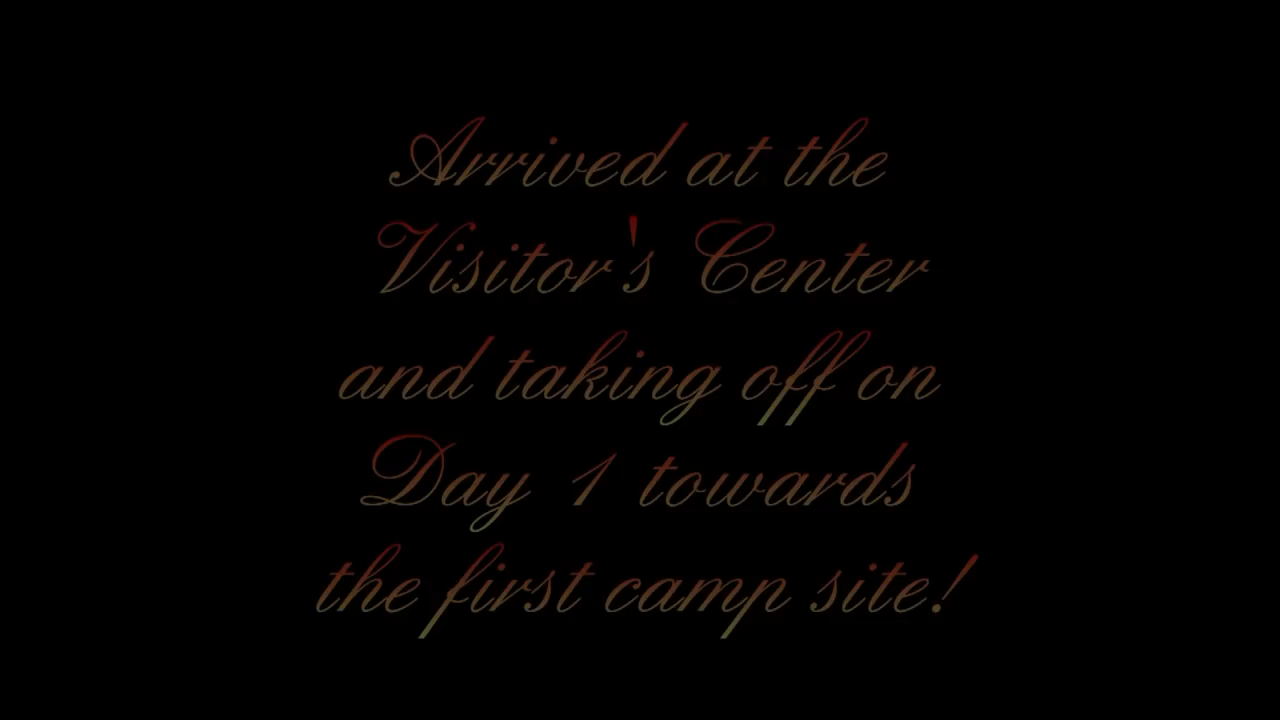 Arrived at the
Visitor's Center
and taking off on
Day 1 towards
the first camp site!